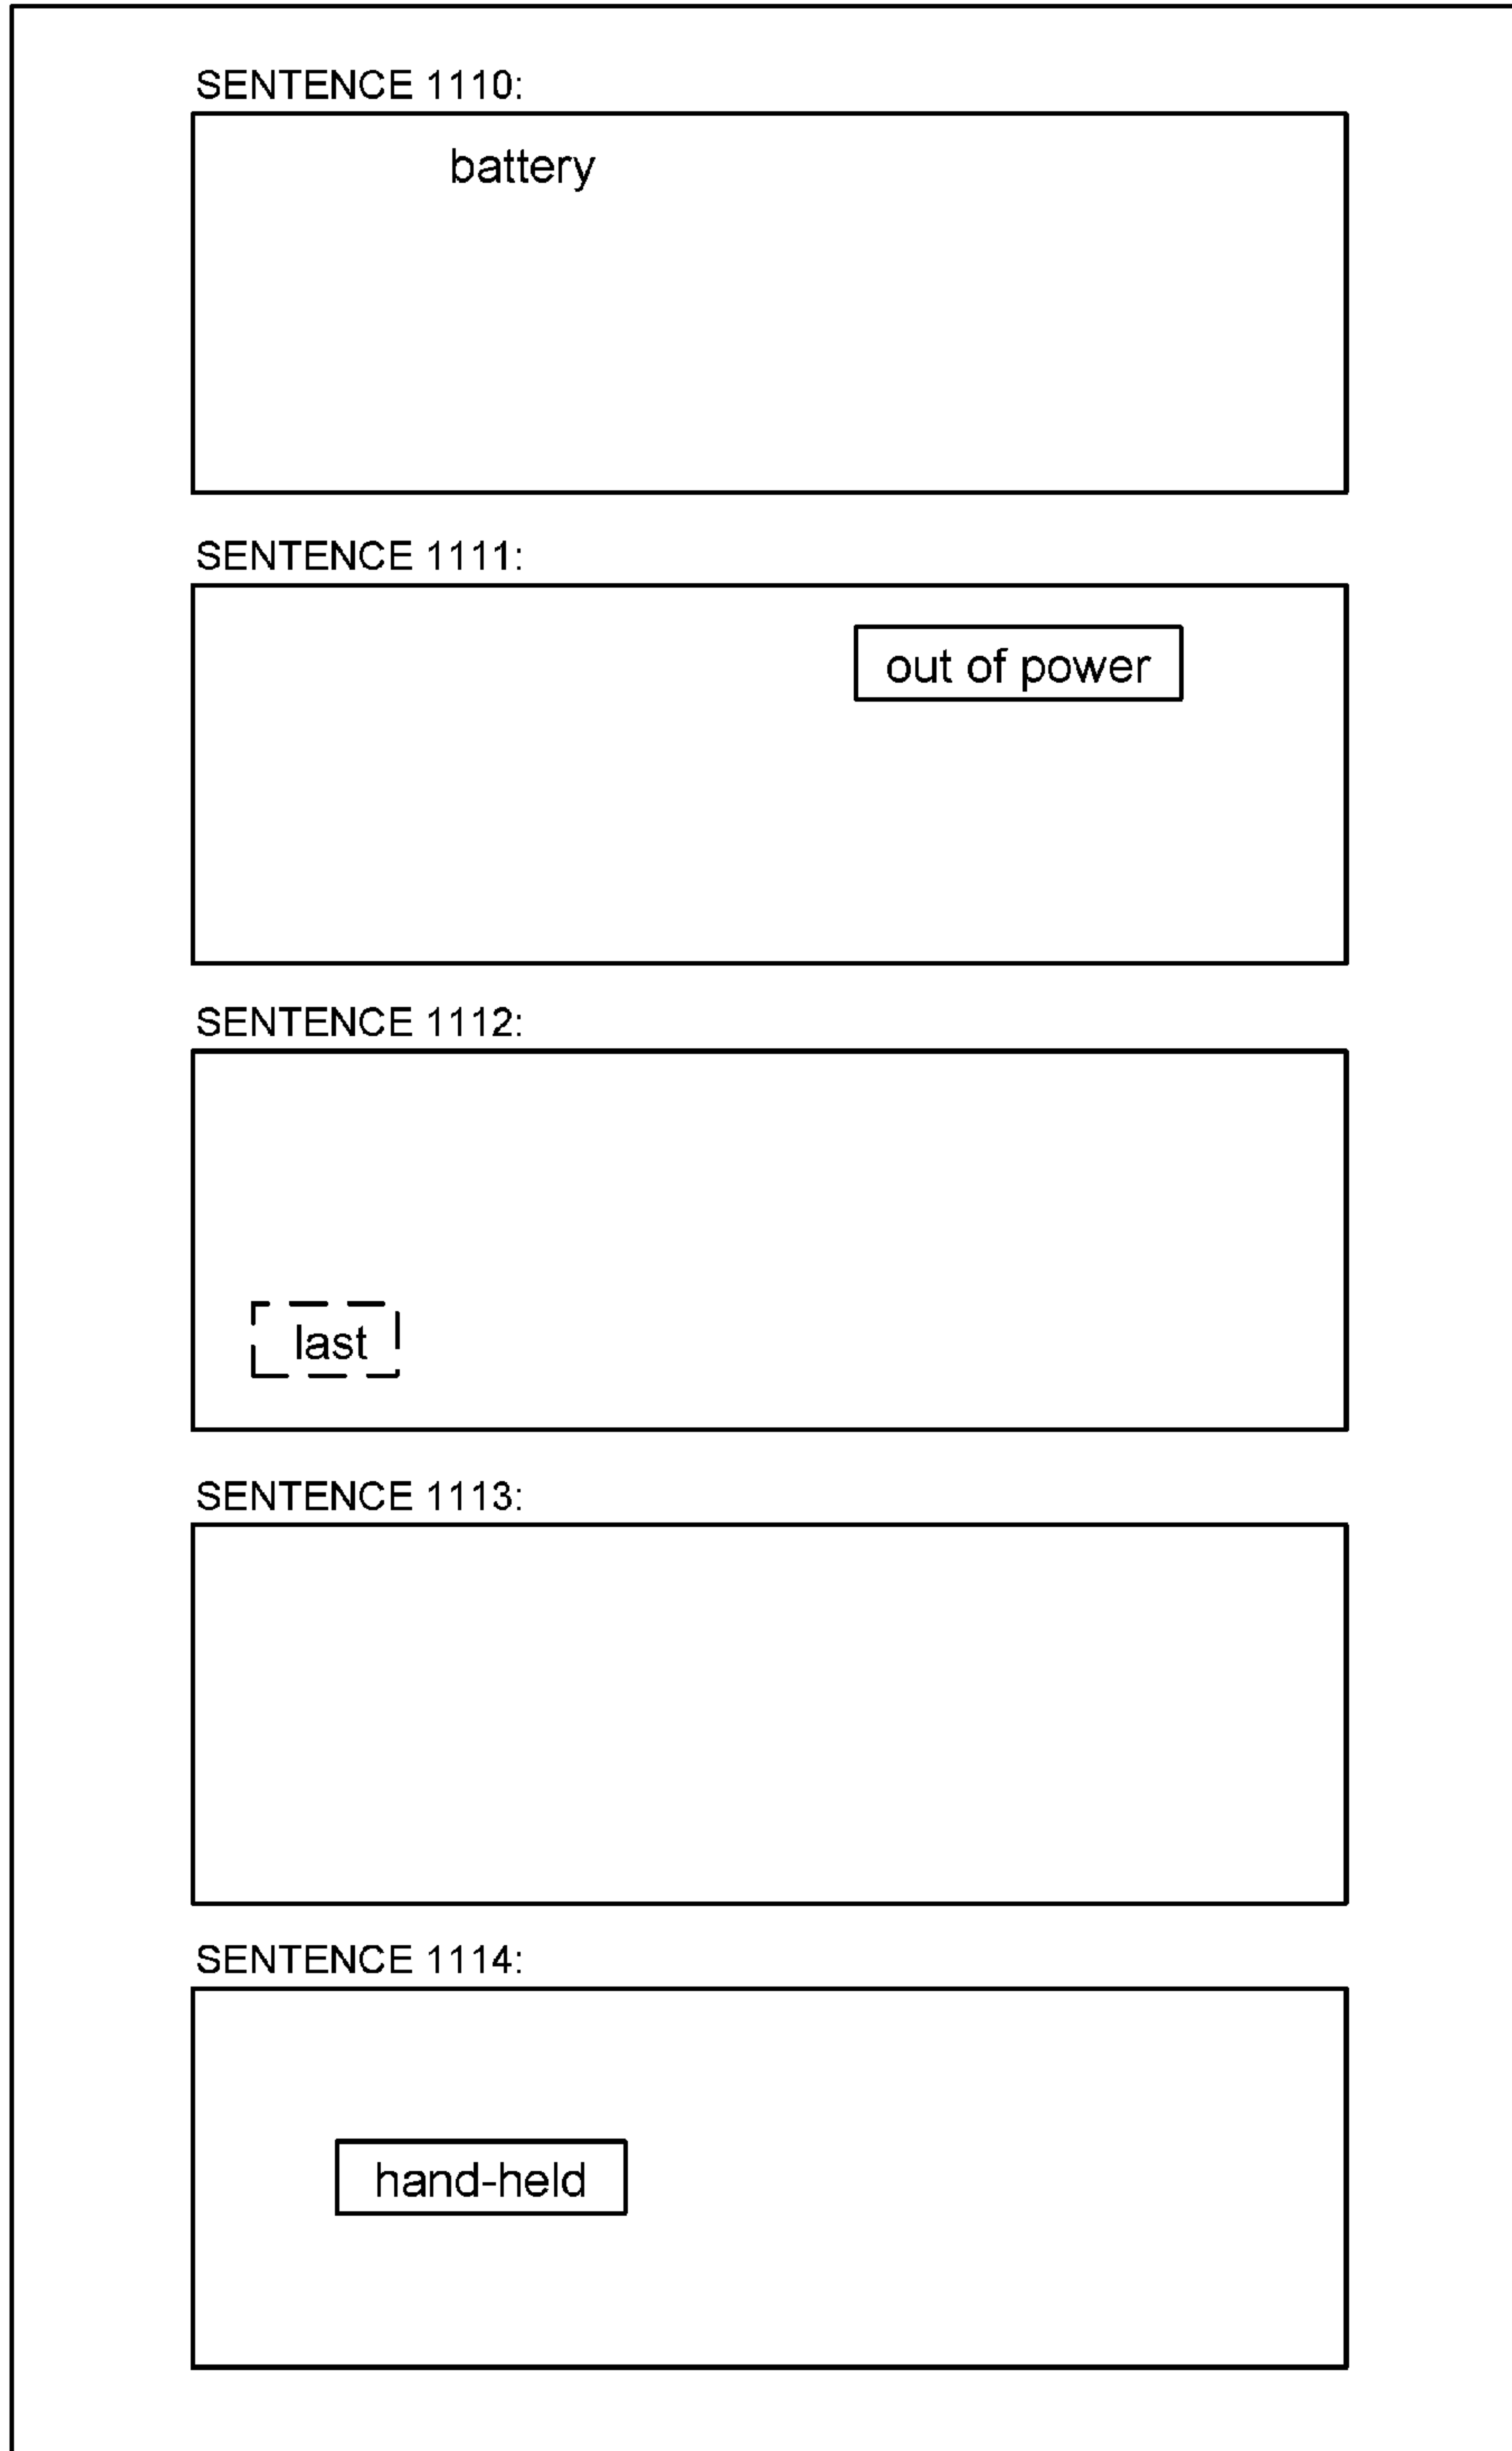 SENTENCE 1110:
battery
SENTENCE 1111:
out of power
SENTENCE 1112:
last
SENTENCE 1113:
SENTENCE 1114:
hand-held